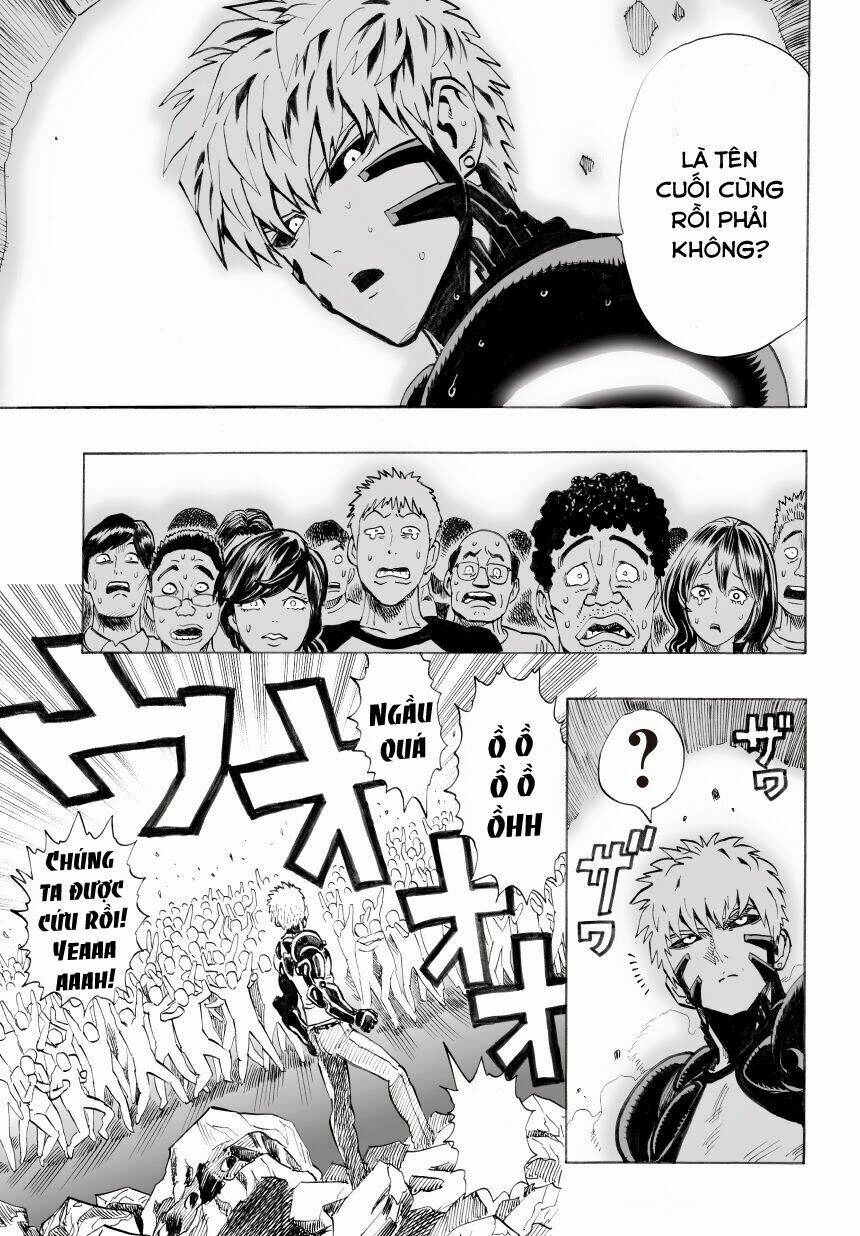 LÀ TÊN
CUỐI CÙNG
RỒI PHẢI
KHÔNG?
?
ザワ
ザワ
Ồ Ồ
Ồ Ồ
ỒHH
NGẦU
QUÁ
ウオオオ
CHÚNG
TA ĐƯỢC
CỨU RỒI!
YEAAA
AAAH!